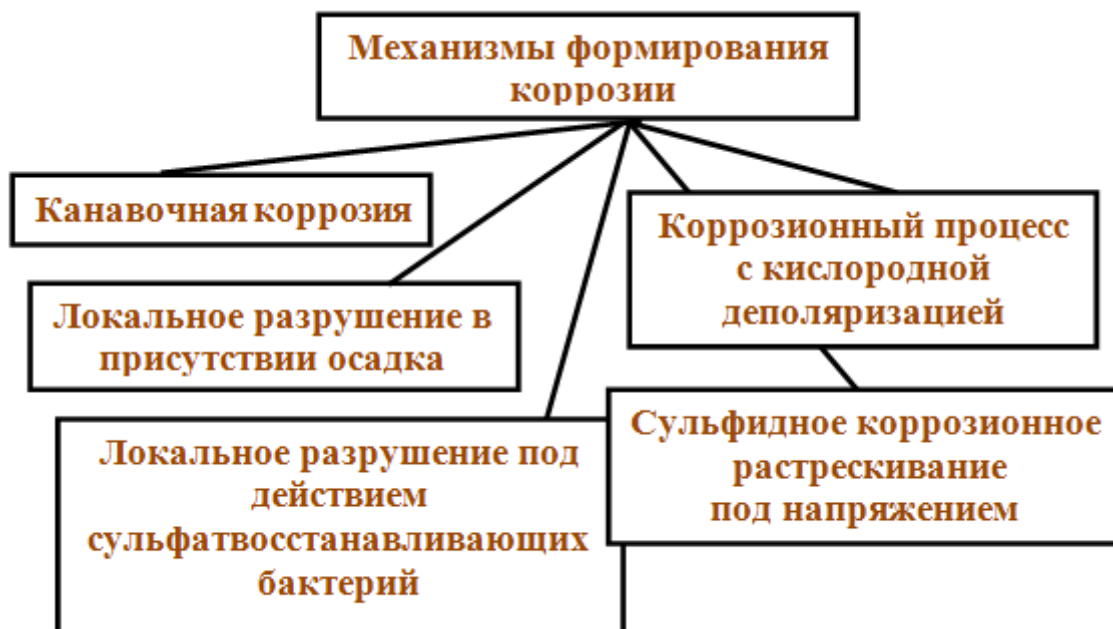 Механизмы формирования
коррозии
Канавочная коррозия
Коррозионный процесс
с кислородной
деполяризацией
Локальное разрушение в
присутствии осадка
Локальное разрушение под
действием
сульфатвосстанавливающих
бактерий
Сульфидное коррозионное
растрескивание
под напряжением